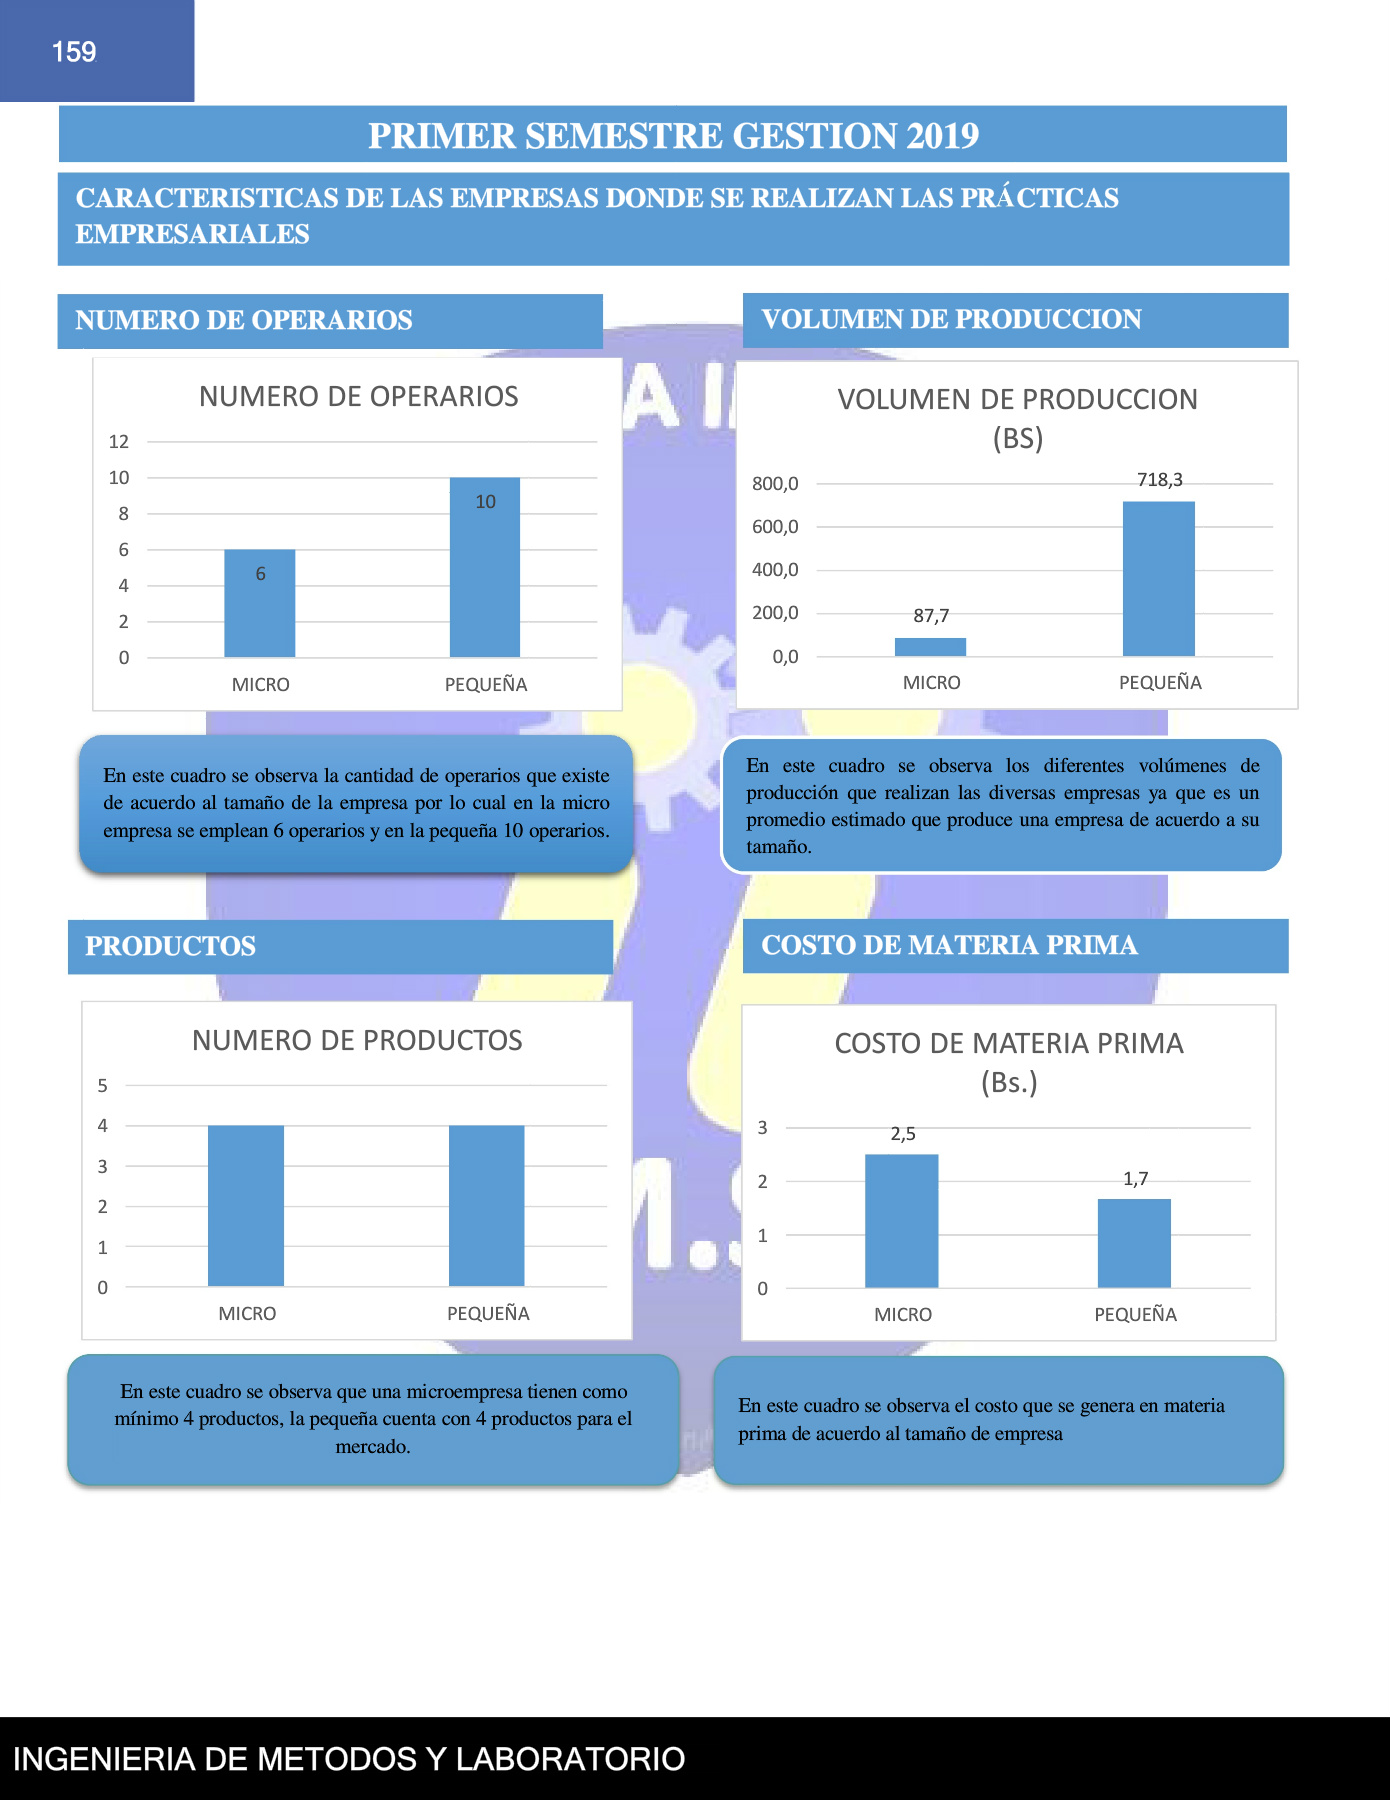 159
PRIMER SEMESTRE GESTION 2019
CARACTERISTICAS DE LAS EMPRESAS DONDE SE REALIZAN LAS PRÁCTICAS
EMPRESARIALES
NUMERO DE OPERARIOS
NUMERO DE OPERARIOS
12
10
8
6
4
2
0
6
10
MICRO
PEQUEÑA
En este cuadro se observa la cantidad de operarios que existe
de acuerdo al tamaño de la empresa por lo cual en la micro
empresa se emplean 6 operarios y en la pequeña 10 operarios.
VOLUMEN DE PRODUCCION
VOLUMEN DE PRODUCCION
(BS)
800,0
600,0
400,0
200,0
0,0
87,7
718,3
MICRO
PEQUEÑA
En este cuadro se observa los diferentes volúmenes de
producción que realizan las diversas empresas ya que es un
promedio estimado que produce una empresa de acuerdo a su
tamaño.
PRODUCTOS
NUMERO DE PRODUCTOS
5
4
3
2
1
0
MICRO
PEQUEÑA
En este cuadro se observa que una microempresa tienen como
mínimo 4 productos, la pequeña cuenta con 4 productos para el
mercado.
COSTO DE MATERIA PRIMA
COSTO DE MATERIA PRIMA
(Bs.)
3
2
1
0
2,5
1,7
MICRO
PEQUEÑA
En este cuadro se observa el costo que se genera en materia
prima de acuerdo al tamaño de empresa
INGENIERIA DE METODOS Y LABORATORIO